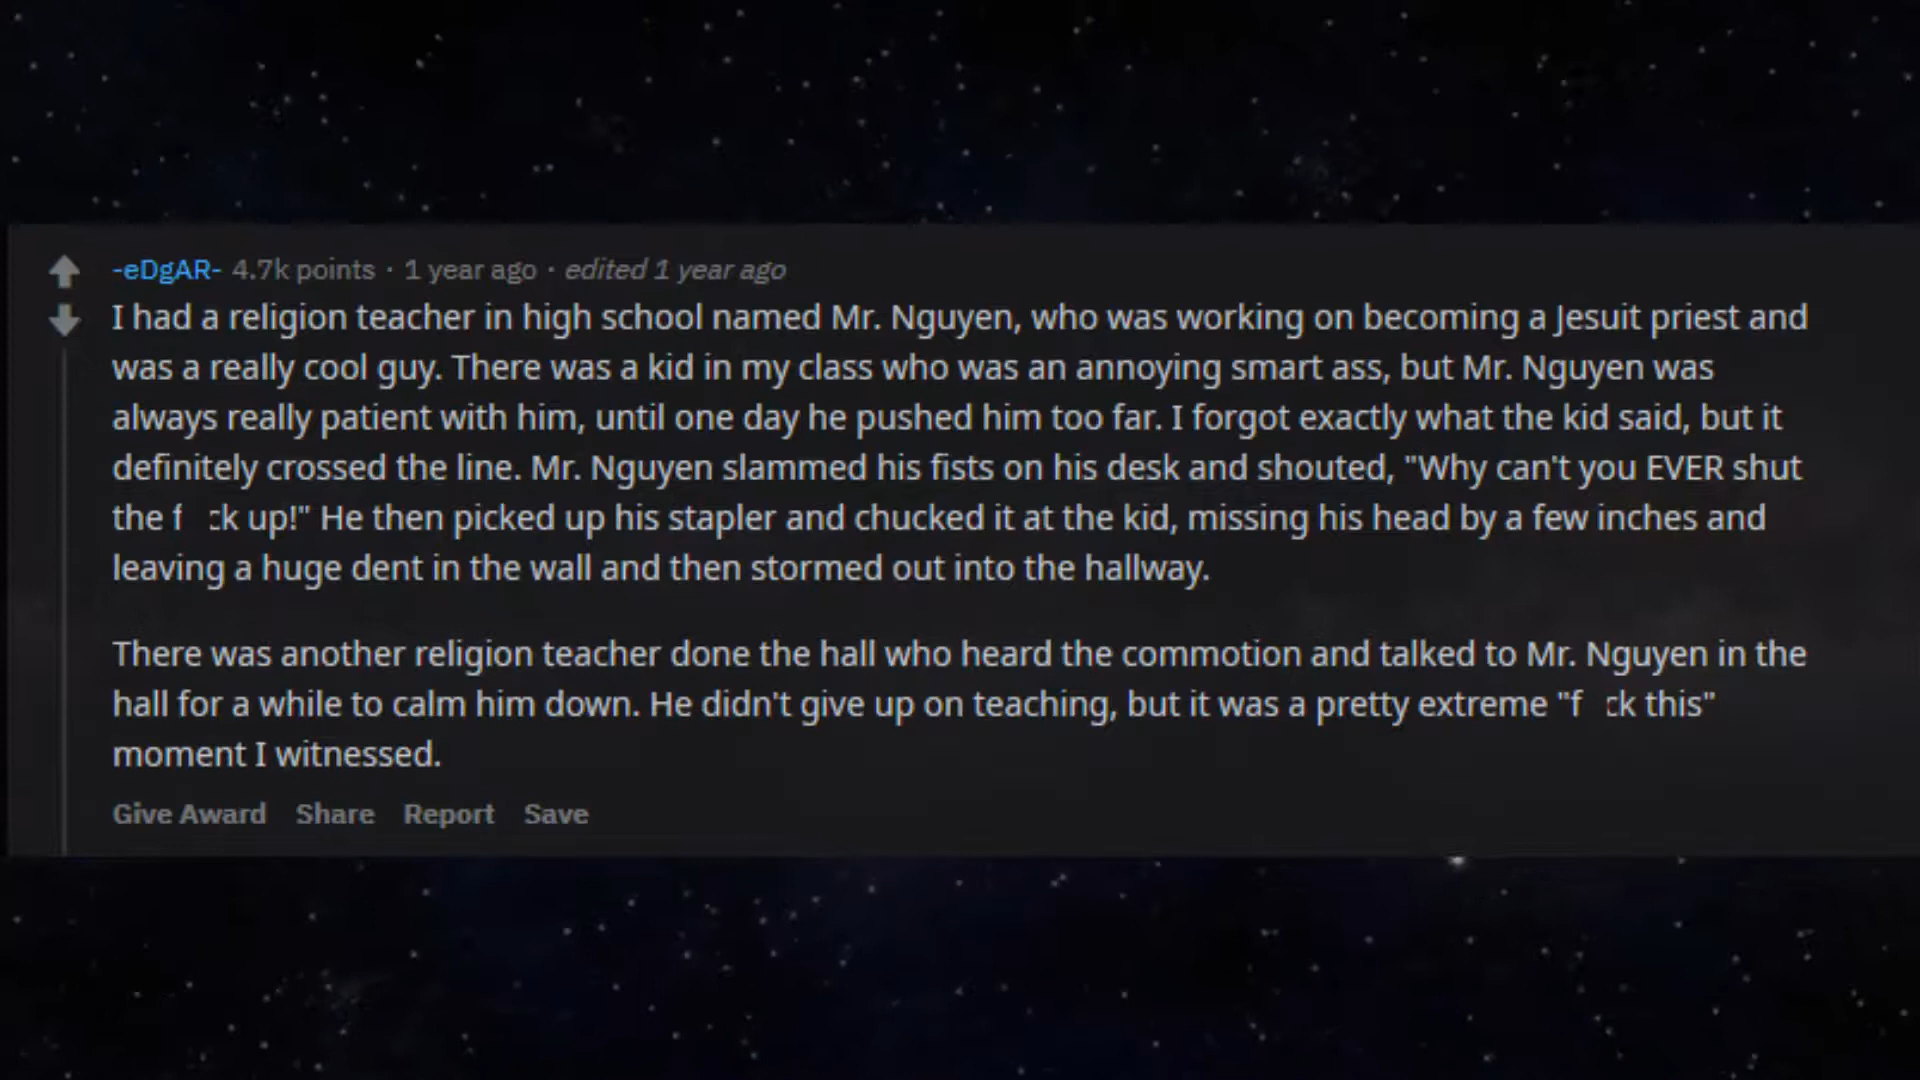 -eDgAR- 4.7k points · 1 year ago · edited 1 year ago
I had a religion teacher in high school named Mr. Nguyen, who was working on becoming a Jesuit priest and
was a really cool guy. There was a kid in my class who was an annoying smart ass, but Mr. Nguyen was
always really patient with him, until one day he pushed him too far. I forgot exactly what the kid said, but it
definitely crossed the line. Mr. Nguyen slammed his fists on his desk and shouted, "Why can't you EVER shut
the f ck up!" He then picked up his stapler and chucked it at the kid, missing his head by a few inches and
leaving a huge dent in the wall and then stormed out into the hallway.
There was another religion teacher done the hall who heard the commotion and talked to Mr. Nguyen in the
hall for a while to calm him down. He didn't give up on teaching, but it was a pretty extreme "f ck this"
moment I witnessed.
Give Award Share Report Save